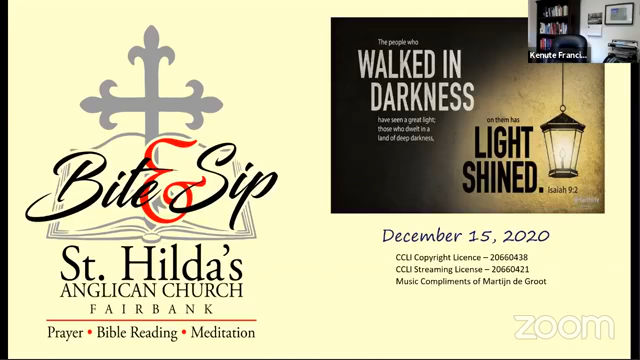 Bite & Sip
St. Hilda's
ANGLICAN CHURCH
FAIRBANK
Prayer • Bible Reading • Meditation
The people who
WALKED IN
DARKNESS
have seen a great light;
those who dwelt in a
land of deep darkness,
on them has
LIGHT
SHINED.
Isaiah 9:2
December 15, 2020
CCLI Copyright Licence – 20660438
CCLI Streaming License – 20660421
Music Compliments of Martijn de Groot
Kenute Franci...
zoom